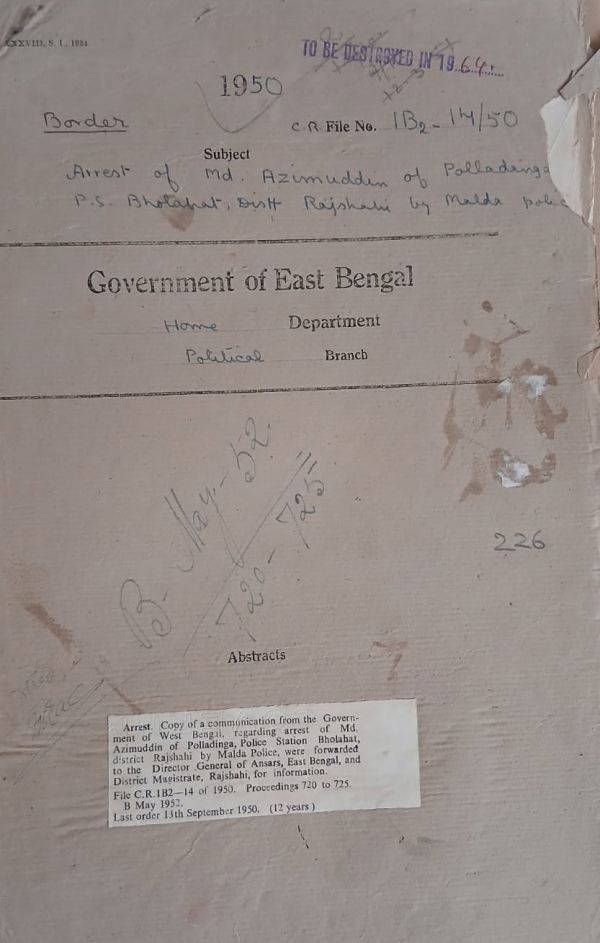 XXXVIII, S. I., 1924
TO BE DESTROYED IN 1964.
1950
Border
C. R. File No. 1B2-14/50
Subject
Arrest of Md. Azimuddin of Polladinga
P.S. Bholahat, Distt Rajshahi by Malda polic
Government of East Bengal
Home Department
Political Branch
B. May-52
720-725
226
Abstracts
Arrest. Copy of a communication from the Govern-
ment of West Bengal, regarding arrest of Md.
Azimuddin of Polladinga, Police Station Bholahat,
district Rajshahi by Malda Police, were forwarded
to the Director General of Ansars, East Bengal, and
District Magistrate, Rajshahi, for information.
File C.R.1B2—14 of 1950. Proceedings 720 to 725.
B May 1952.
Last order 15th September 1950. (12 years)